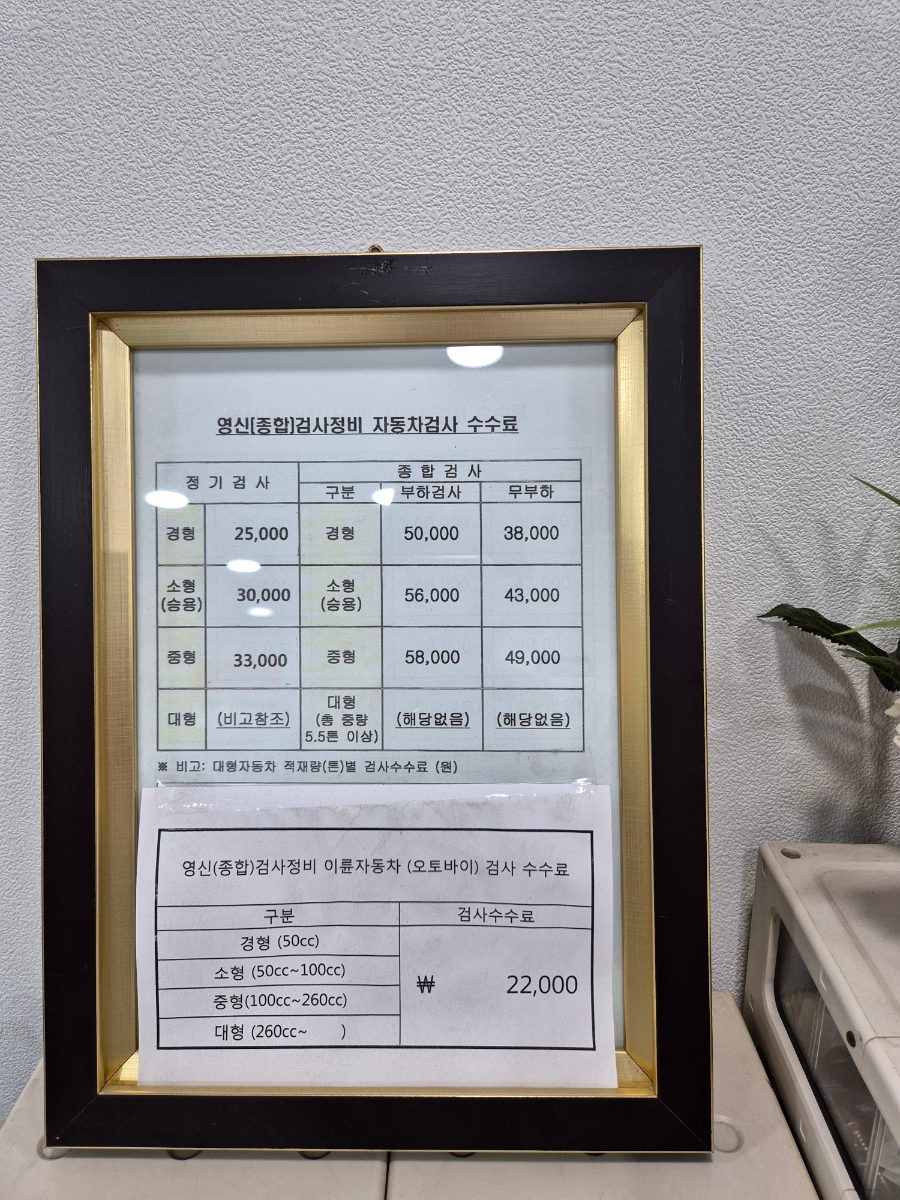 영신[종합]검사정비 자동차검사 수수료
정 기 검 사
종 합 검 사
구분 부하검사 무부하
경형 25,000 경형 50,000 38,000
소형 (승용) 30,000 소형 (승용) 56,000 43,000
중형 33,000 중형 58,000 49,000
대형 (비고참조) 대형 (총 중량 5.5톤 이상) (해당없음) (해당없음)
※ 비고: 대형자동차 적재량(톤)별 검사수수료 (원)
영신(종합)검사정비 이륜자동차 (오토바이) 검사 수수료
구분 검사수수료
경형 (50cc)
소형 (50cc~100cc)
중형(100cc~260cc)
대형 (260cc~ )
₩ 22,000